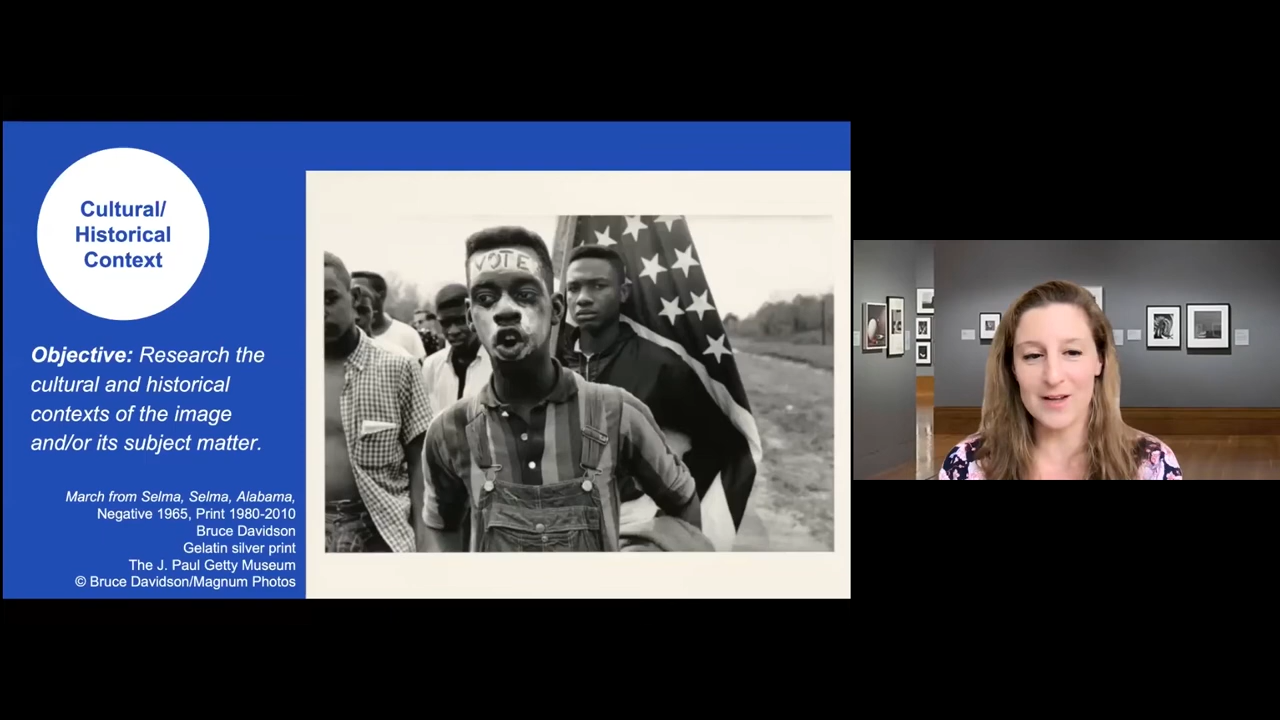 Cultural/
Historical
Context
Objective: Research the
cultural and historical
contexts of the image
and/or its subject matter.
March from Selma, Selma, Alabama,
Negative 1965, Print 1980-2010
Bruce Davidson
Gelatin silver print
The J. Paul Getty Museum
© Bruce Davidson/Magnum Photos
VOTE